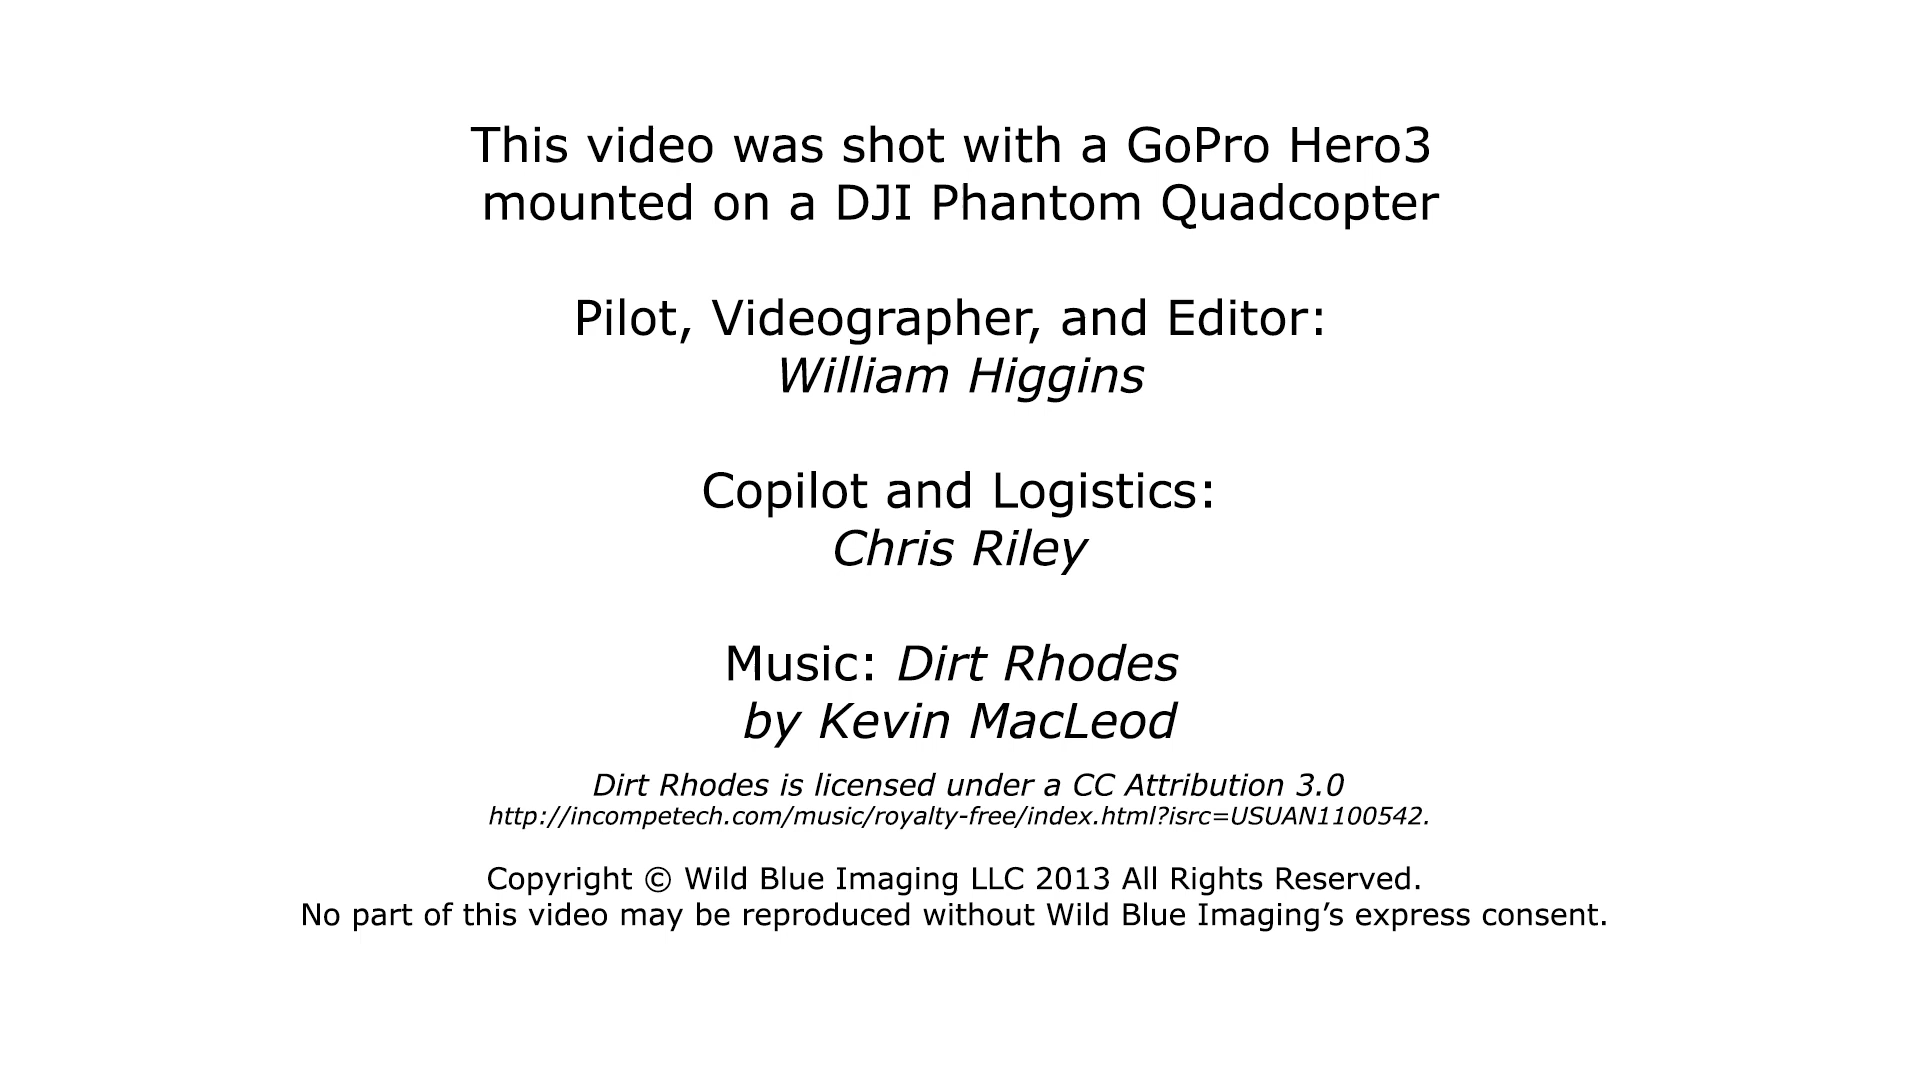 This video was shot with a GoPro Hero3
mounted on a DJI Phantom Quadcopter
Pilot, Videographer, and Editor:
William Higgins
Copilot and Logistics:
Chris Riley
Music: Dirt Rhodes
by Kevin MacLeod
Dirt Rhodes is licensed under a CC Attribution 3.0
http://incompetech.com/music/royalty-free/index.html?isrc=USUAN1100542.
Copyright © Wild Blue Imaging LLC 2013 All Rights Reserved.
No part of this video may be reproduced without Wild Blue Imaging’s express consent.